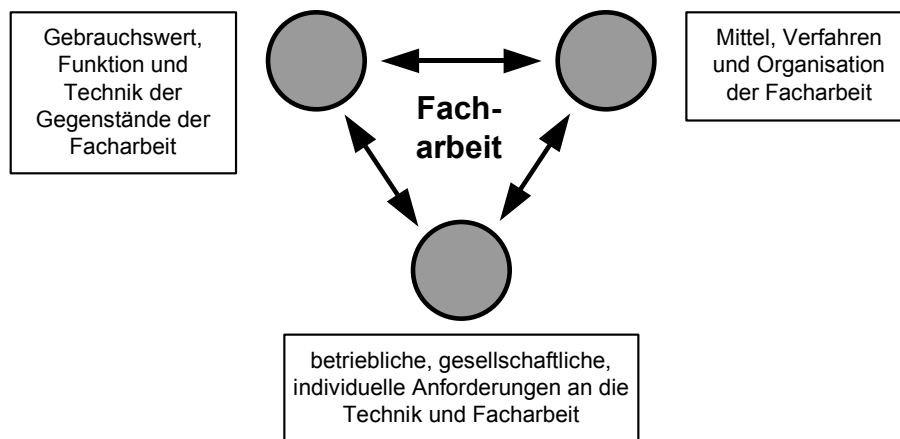 Gebrauchswert,
Funktion und
Technik der
Gegenstände der
Facharbeit
Fach-
arbeit
Mittel, Verfahren
und Organisation
der Facharbeit
betriebliche, gesellschaftliche,
individuelle Anforderungen an die
Technik und Facharbeit